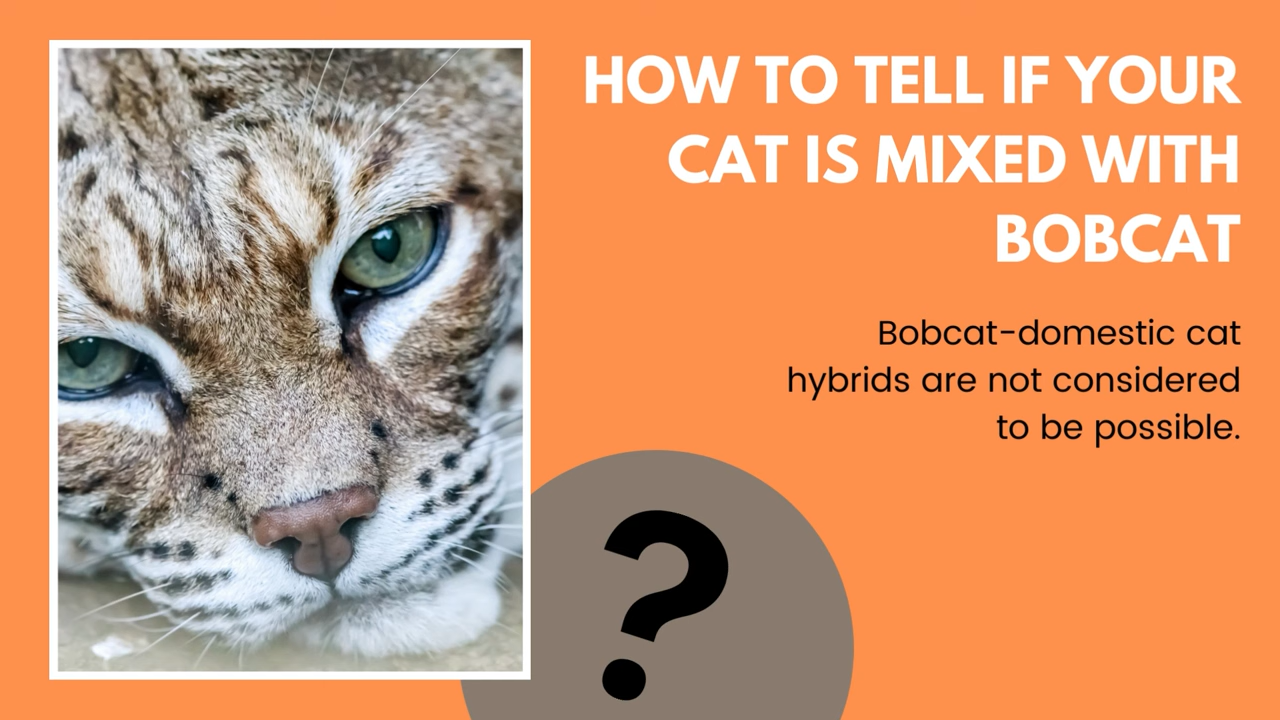 HOW TO TELL IF YOUR
CAT IS MIXED WITH
BOBCAT
Bobcat-domestic cat
hybrids are not considered
to be possible.
?